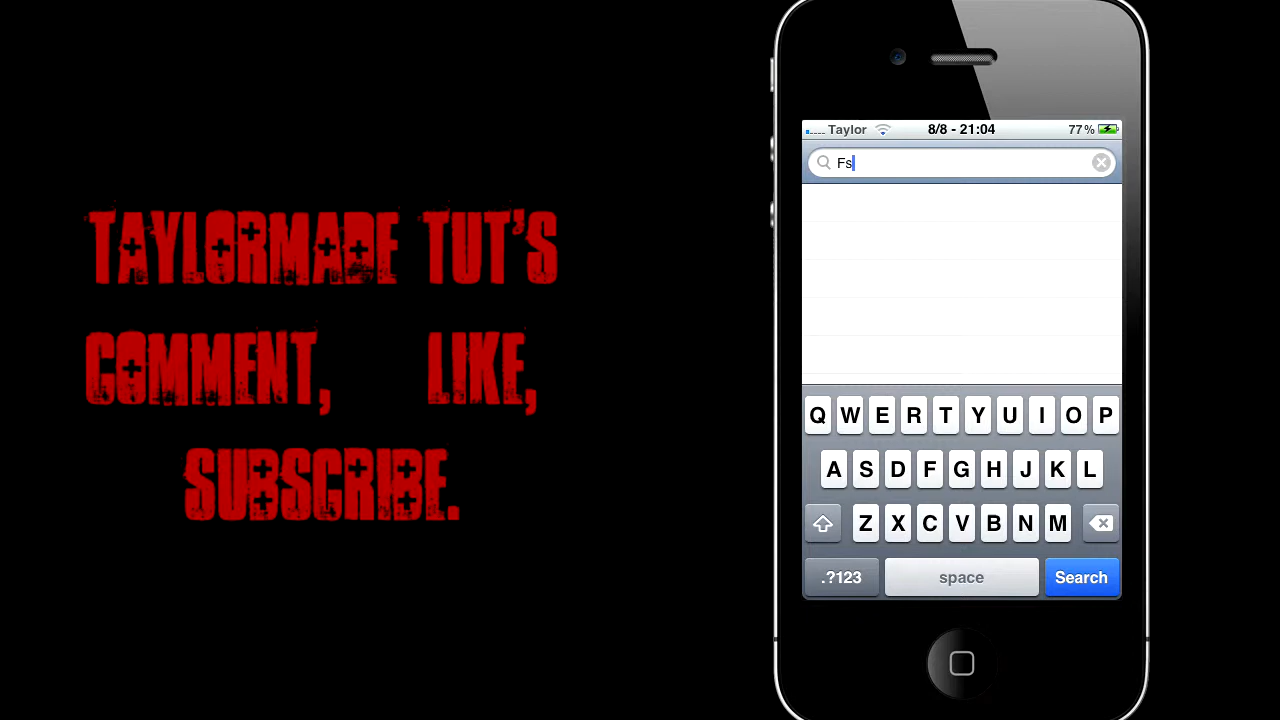 TAYLORMADE TUT'S
COMMENT, LIKE,
SUBSCRIBE.
Taylor 8/8 - 21:04 77%
Fs
Q W E R T Y U I O P
A S D F G H J K L
Z X C V B N M
.?123 space Search